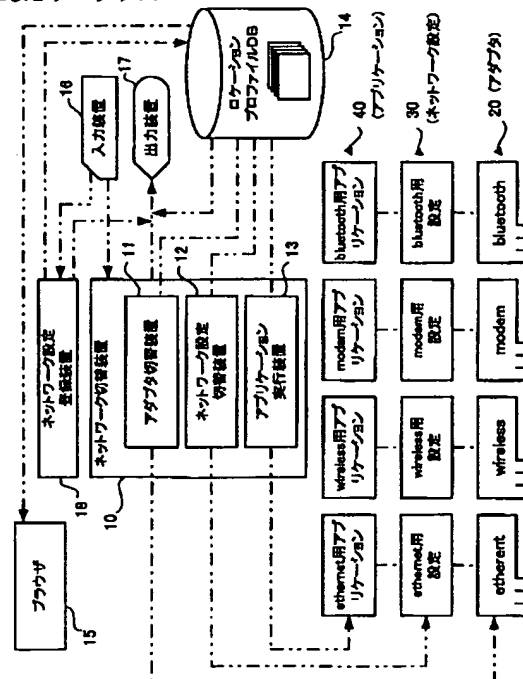 ブラウザ
15
ネットワーク設定
登録装置
18
入力装置
16
出力装置
17
ネットワーク切替装置
10
アダプタ切替装置
11
ネットワーク設定
切替装置
12
アプリケーション
実行装置
13
ロケーション
プロファイルDB
14
ethernet用アプ
リケーション
wireless用アプ
リケーション
modem用アプ
リケーション
bluetooth用アプ
リケーション
40
(アプリケーション)
ethernet用
設定
wireless用
設定
modem用
設定
bluetooth用
設定
30
(ネットワーク設定)
etherent
wireless
modem
bluetooth
20
(アダプタ)